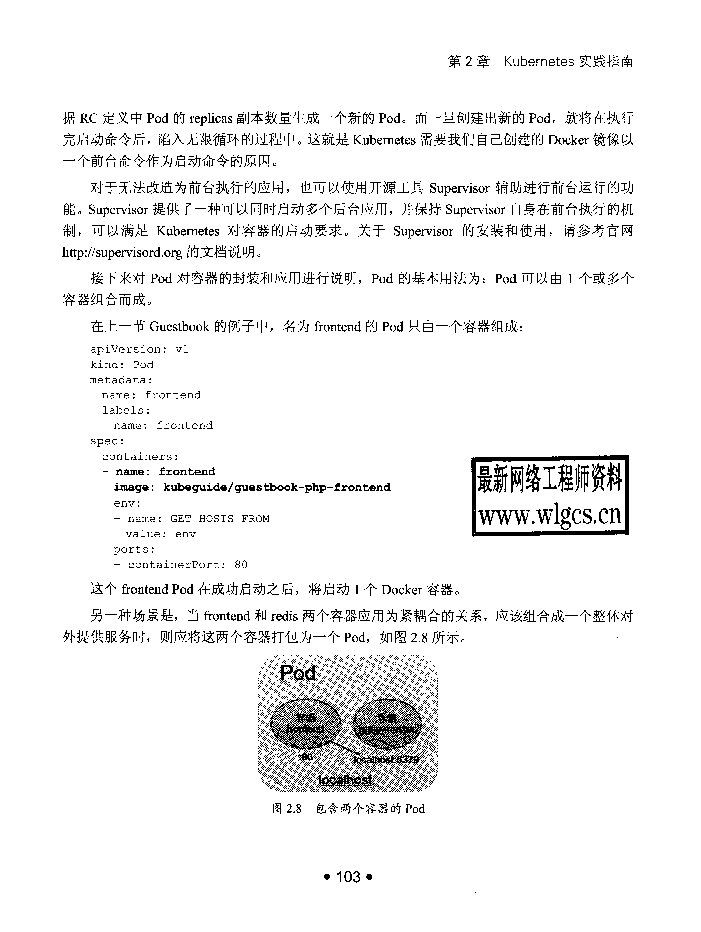 第 2 章 Kubernetes 实践指南
据 RC 定义中 Pod 的 replicas 副本数量生成一个新的 Pod。而一旦创建出新的 Pod，就将在执行
完启动命令后，陷入无限循环的过程中。这就是 Kubernetes 需要我们自己创建的 Docker 镜像以
一个前台命令作为启动命令的原因。
对于无法改造为前台执行的应用，也可以使用开源工具 Supervisor 辅助进行前台运行的功
能。Supervisor 提供了一种可以同时启动多个后台应用，并保持 Supervisor 自身在前台执行的机
制，可以满足 Kubernetes 对容器的启动要求。关于 Supervisor 的安装和使用，请参考官网
http://supervisord.org 的文档说明。
接下来对 Pod 对容器的封装和应用进行说明，Pod 的基本用法为：Pod 可以由 1 个或多个
容器组合而成。
在上一节 Guestbook 的例子中，名为 frontend 的 Pod 只由一个容器组成：
apiVersion: v1
kind: Pod
metadata:
name: frontend
labels:
name: frontend
spec:
containers:
- name: frontend
image: kubeguide/guestbook-php-frontend
env:
- name: GET_HOSTS_FROM
value: env
ports:
- containerPort: 80
最新网络工程师资料
www.wlgcs.cn
这个 frontend Pod 在成功启动之后，将启动 1 个 Docker 容器。
另一种场景是，当 frontend 和 redis 两个容器应用为紧耦合的关系，应该组合成一个整体对
外提供服务时，则应将这两个容器打包为一个 Pod，如图 2.8 所示。
Pod
容器
frontend
容器
:80
localhost:6379
localhost
图 2.8 包含两个容器的 Pod
• 103 •